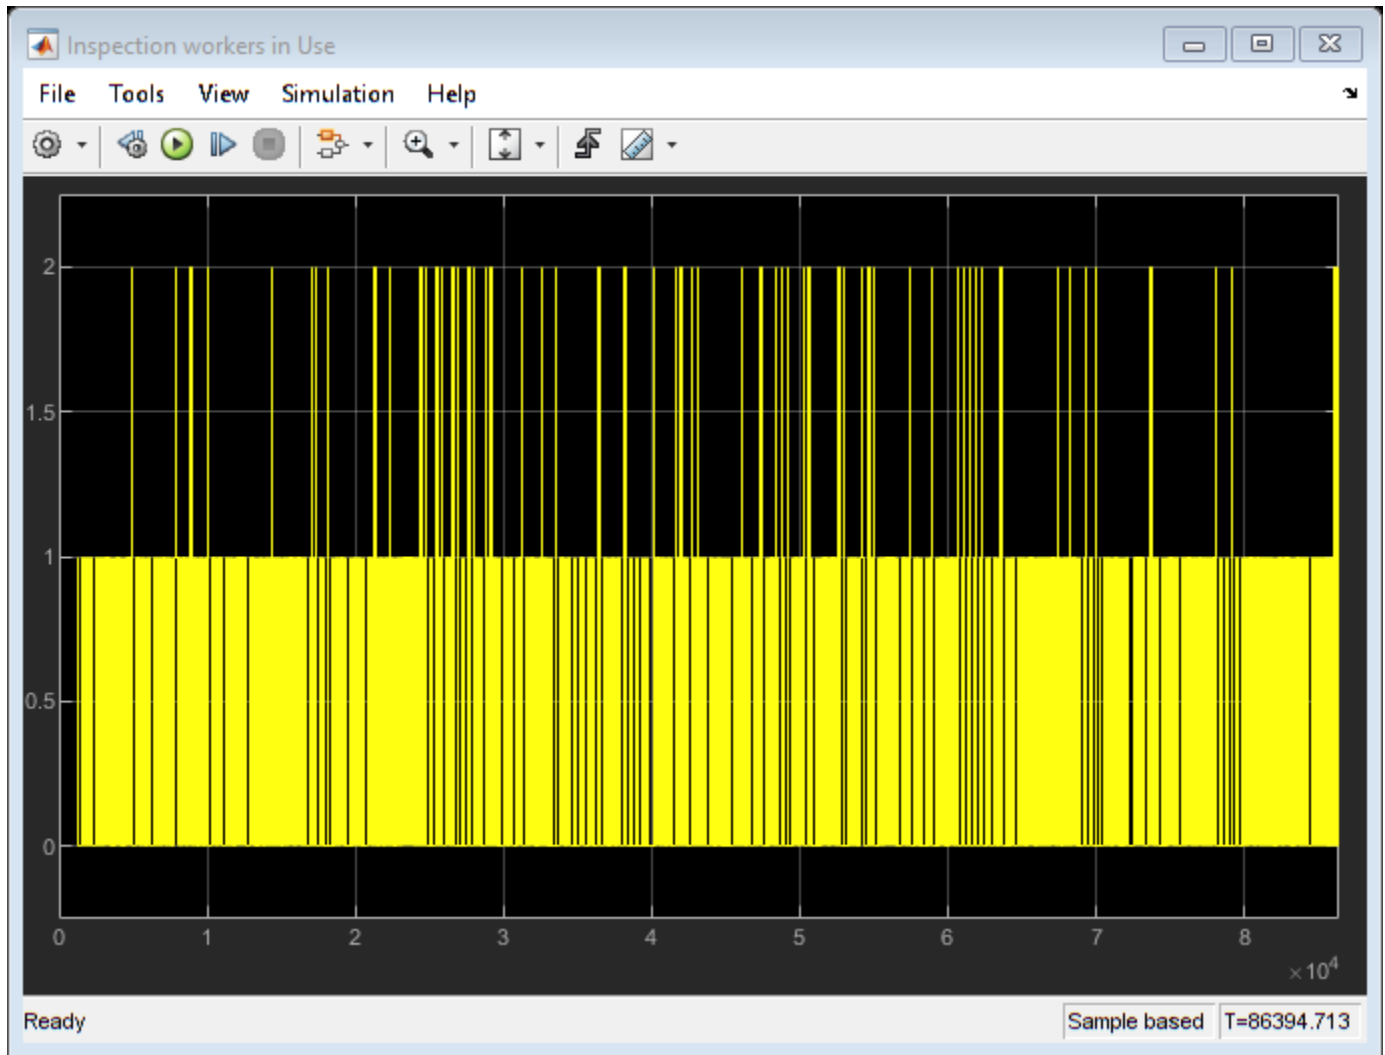 Inspection workers in Use
File Tools View Simulation Help
2
1.5
1
0.5
0
0 1 2 3 4 5 6 7 8
×10⁴
Ready Sample based T=86394.713